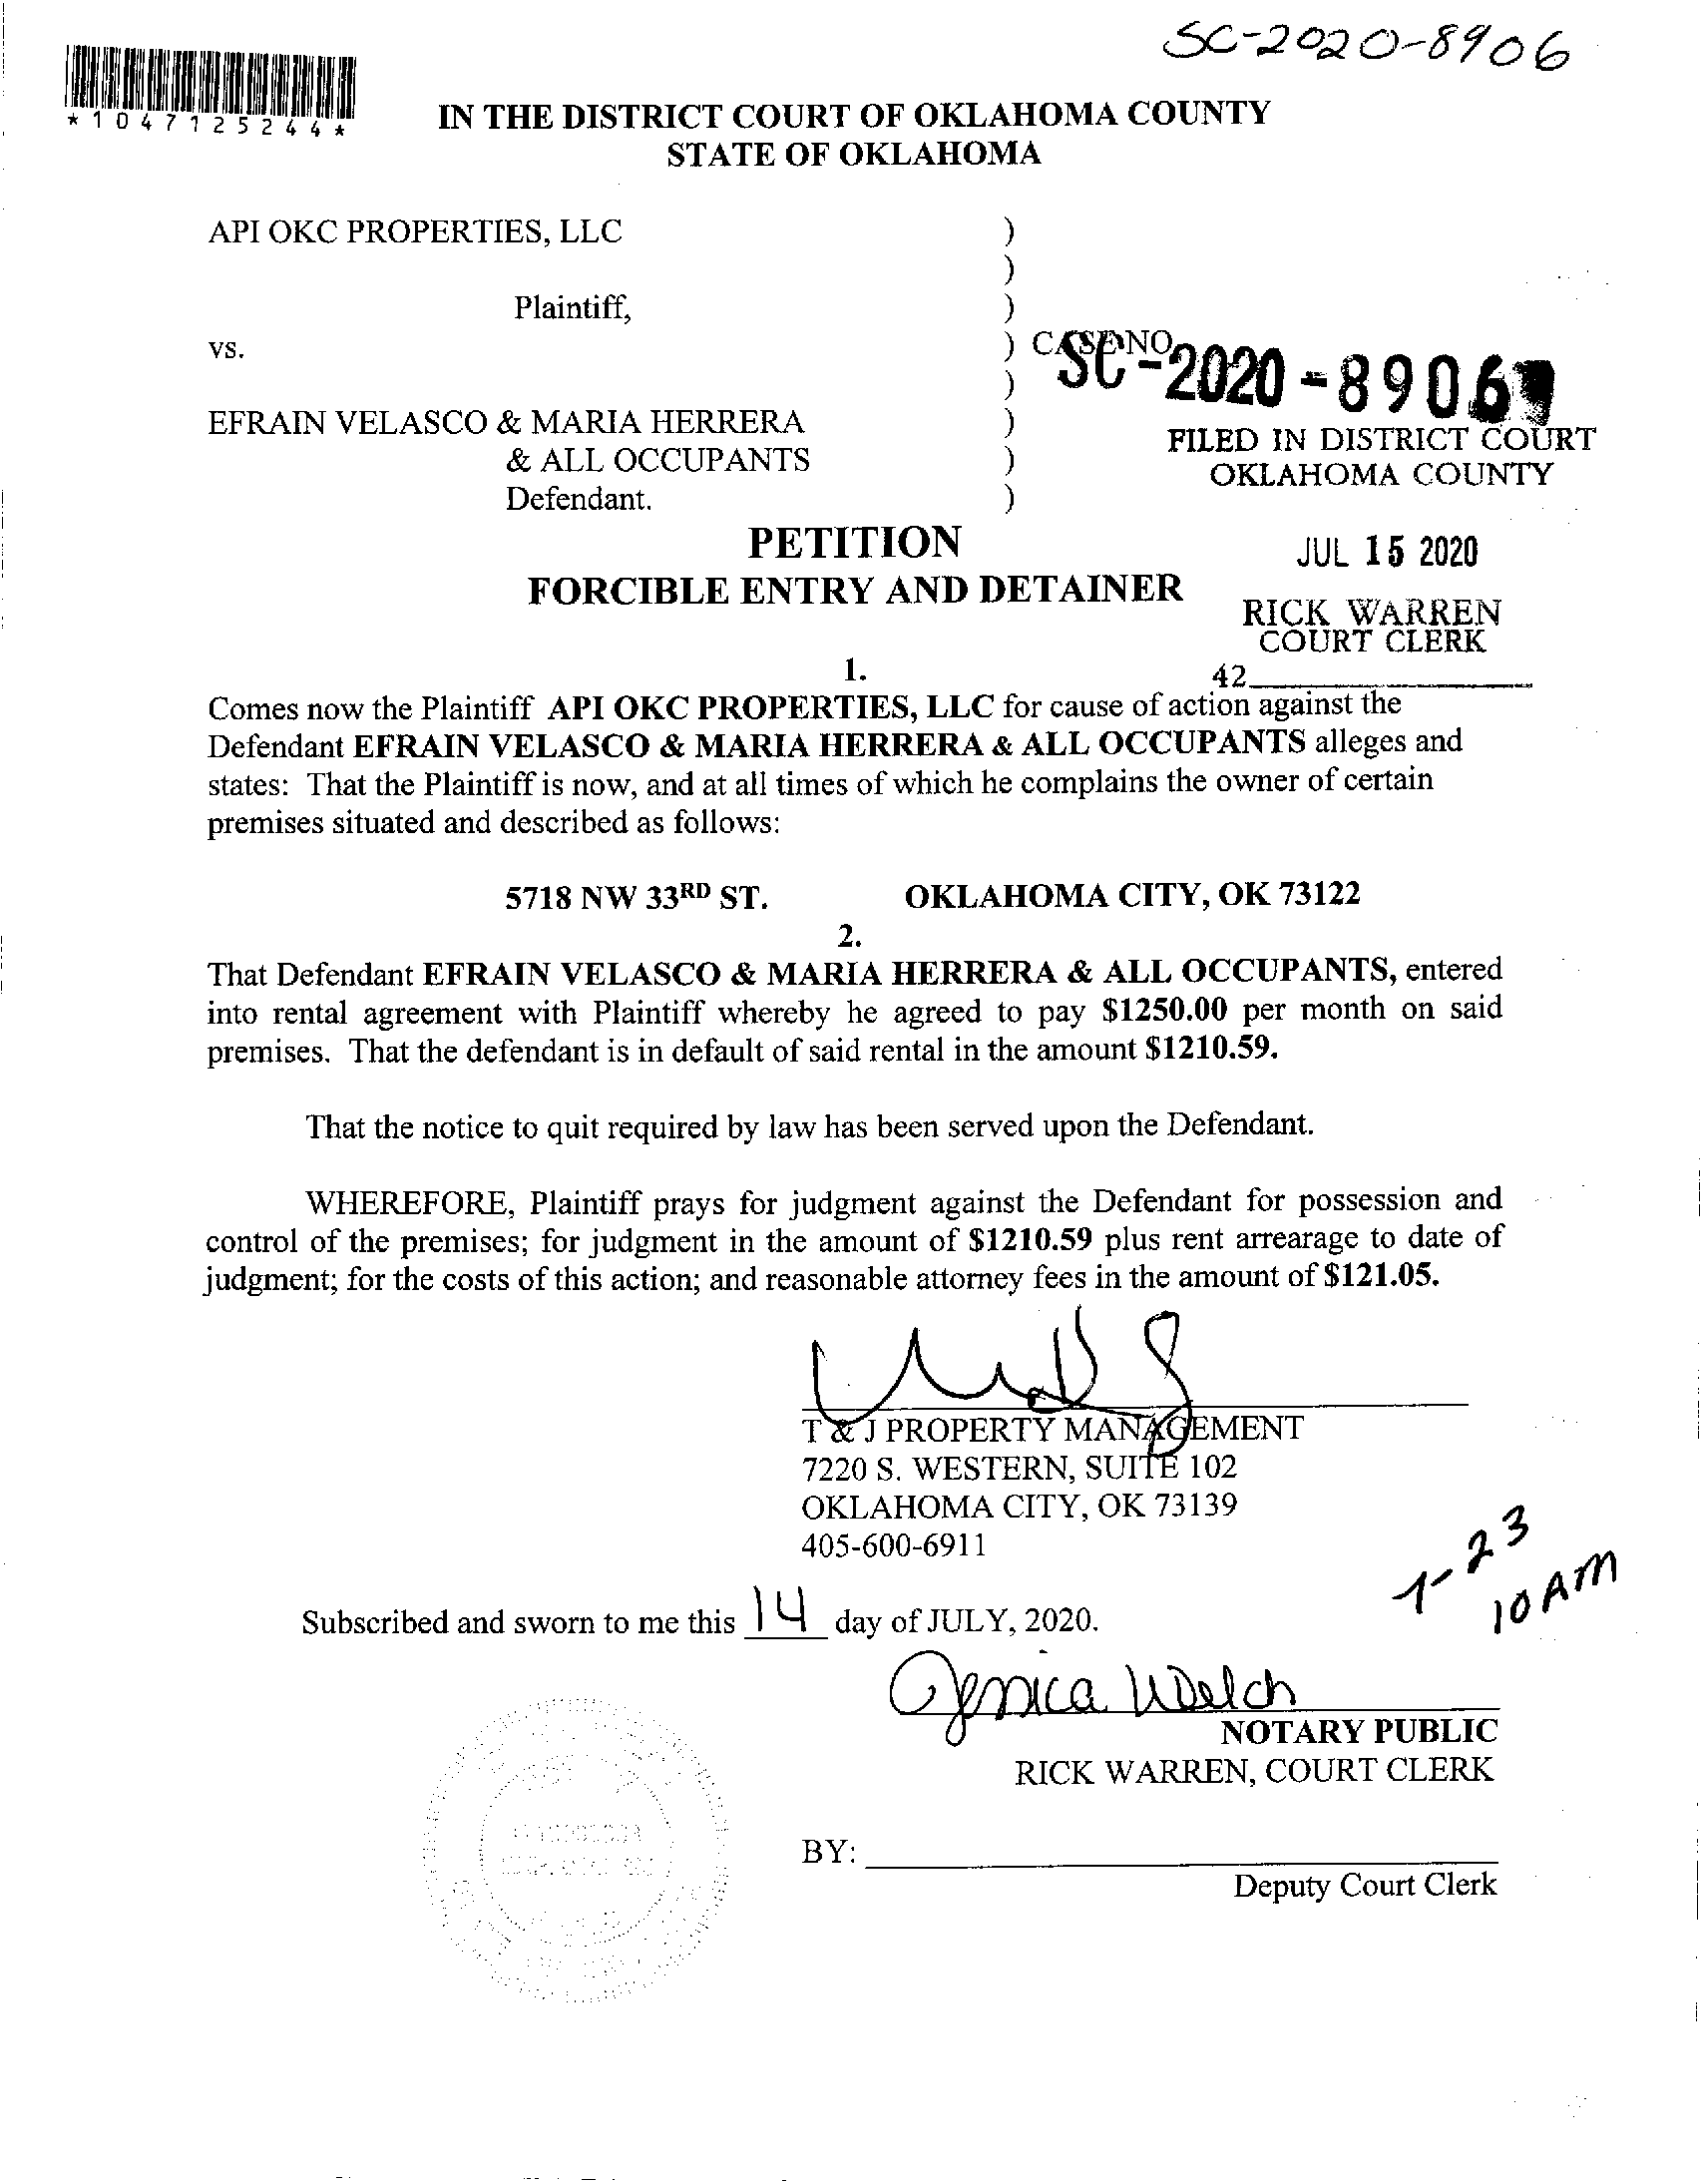 SC-2020-8906
*1047125244*
IN THE DISTRICT COURT OF OKLAHOMA COUNTY
STATE OF OKLAHOMA
API OKC PROPERTIES, LLC )
)
Plaintiff, )
vs. ) CASE NO
SC-2020-8906
)
EFRAIN VELASCO & MARIA HERRERA )
& ALL OCCUPANTS )
Defendant. )
FILED IN DISTRICT COURT
OKLAHOMA COUNTY
JUL 15 2020
RICK WARREN
COURT CLERK
42
PETITION
FORCIBLE ENTRY AND DETAINER
1.
Comes now the Plaintiff API OKC PROPERTIES, LLC for cause of action against the
Defendant EFRAIN VELASCO & MARIA HERRERA & ALL OCCUPANTS alleges and
states: That the Plaintiff is now, and at all times of which he complains the owner of certain
premises situated and described as follows:
5718 NW 33RD ST. OKLAHOMA CITY, OK 73122
2.
That Defendant EFRAIN VELASCO & MARIA HERRERA & ALL OCCUPANTS, entered
into rental agreement with Plaintiff whereby he agreed to pay $1250.00 per month on said
premises. That the defendant is in default of said rental in the amount $1210.59.
That the notice to quit required by law has been served upon the Defendant.
WHEREFORE, Plaintiff prays for judgment against the Defendant for possession and
control of the premises; for judgment in the amount of $1210.59 plus rent arrearage to date of
judgment; for the costs of this action; and reasonable attorney fees in the amount of $121.05.
T & J PROPERTY MANAGEMENT
7220 S. WESTERN, SUITE 102
OKLAHOMA CITY, OK 73139
405-600-6911
7-23
10 AM
Subscribed and sworn to me this 14 day of JULY, 2020.
Jenica Welch
NOTARY PUBLIC
RICK WARREN, COURT CLERK
BY:
Deputy Court Clerk